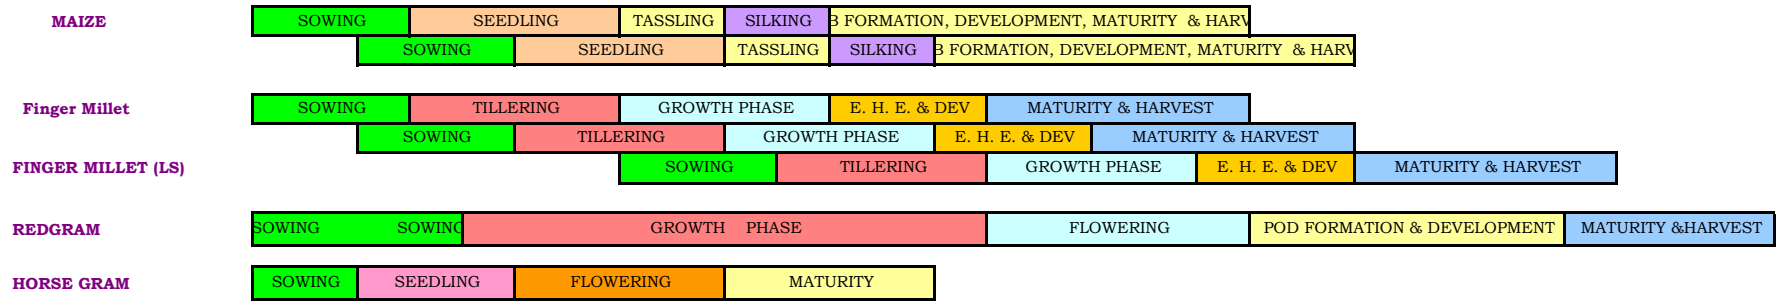 MAIZE SOWING SEEDLING TASSLING SILKING B FORMATION, DEVELOPMENT, MATURITY & HARV
SOWING SEEDLING TASSLING SILKING B FORMATION, DEVELOPMENT, MATURITY & HARV
Finger Millet SOWING TILLERING GROWTH PHASE E. H. E. & DEV MATURITY & HARVEST
SOWING TILLERING GROWTH PHASE E. H. E. & DEV MATURITY & HARVEST
FINGER MILLET (LS) SOWING TILLERING GROWTH PHASE E. H. E. & DEV MATURITY & HARVEST
REDGRAM SOWING SOWING GROWTH PHASE FLOWERING POD FORMATION & DEVELOPMENT MATURITY &HARVEST
HORSE GRAM SOWING SEEDLING FLOWERING MATURITY